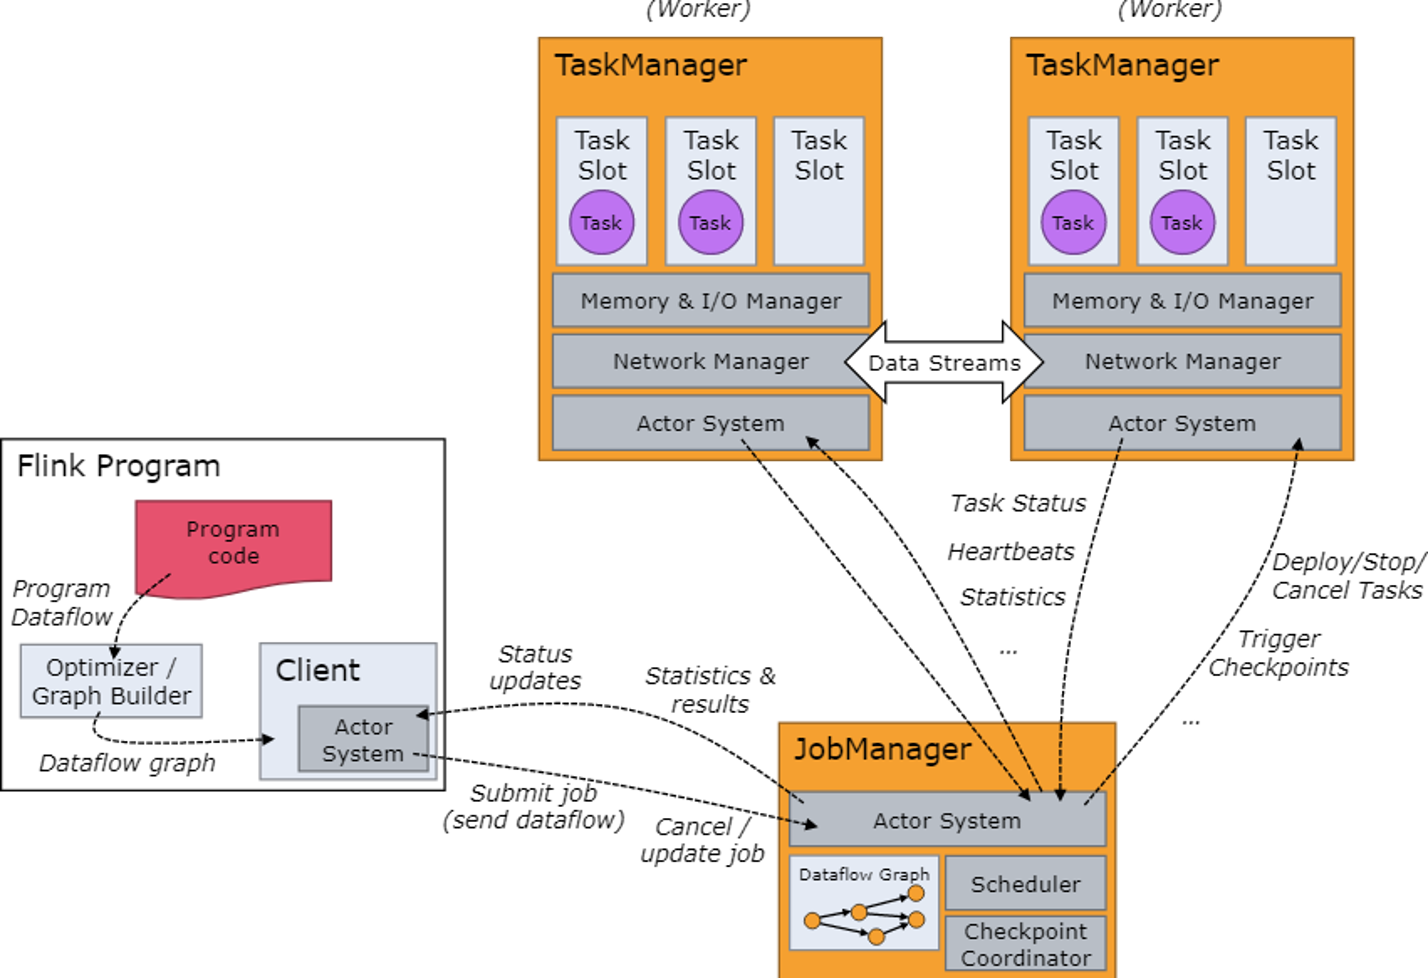 (Worker)
(Worker)
TaskManager
TaskManager
Task
Slot
Task
Task
Slot
Task
Task
Slot
Task
Slot
Task
Task
Slot
Task
Task
Slot
Memory & I/O Manager
Memory & I/O Manager
Network Manager
Data Streams
Network Manager
Actor System
Actor System
Flink Program
Program
code
Program
Dataflow
Optimizer /
Graph Builder
Dataflow graph
Client
Actor
System
Status
updates
Statistics &
results
Submit job
(send dataflow)
Cancel /
update job
Task Status
Heartbeats
Statistics
...
Deploy/Stop/
Cancel Tasks
Trigger
Checkpoints
...
JobManager
Actor System
Dataflow Graph
Scheduler
Checkpoint
Coordinator